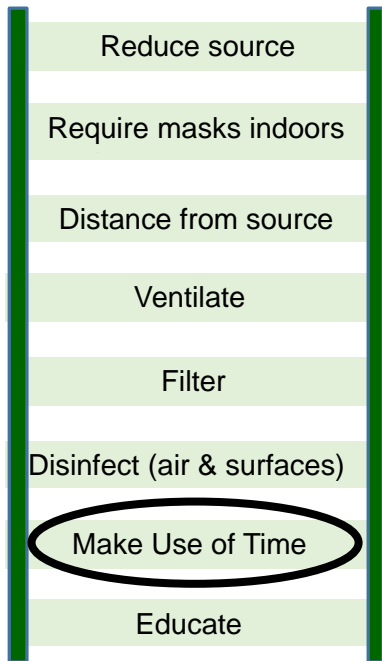 Reduce source
Require masks indoors
Distance from source
Ventilate
Filter
Disinfect (air & surfaces)
Make Use of Time
Educate